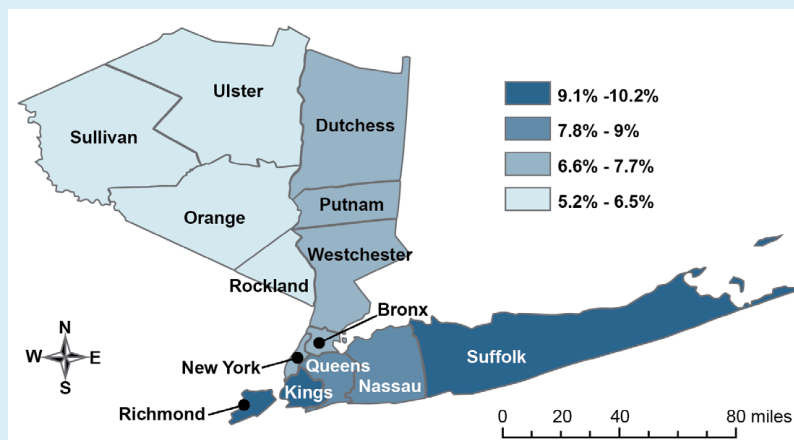 Ulster
Sullivan
Dutchess
Orange
Putnam
Westchester
Rockland
Bronx
New York
Queens
Nassau
Suffolk
Kings
Richmond
9.1% -10.2%
7.8% - 9%
6.6% - 7.7%
5.2% - 6.5%
N
W E
S
0 20 40 80 miles